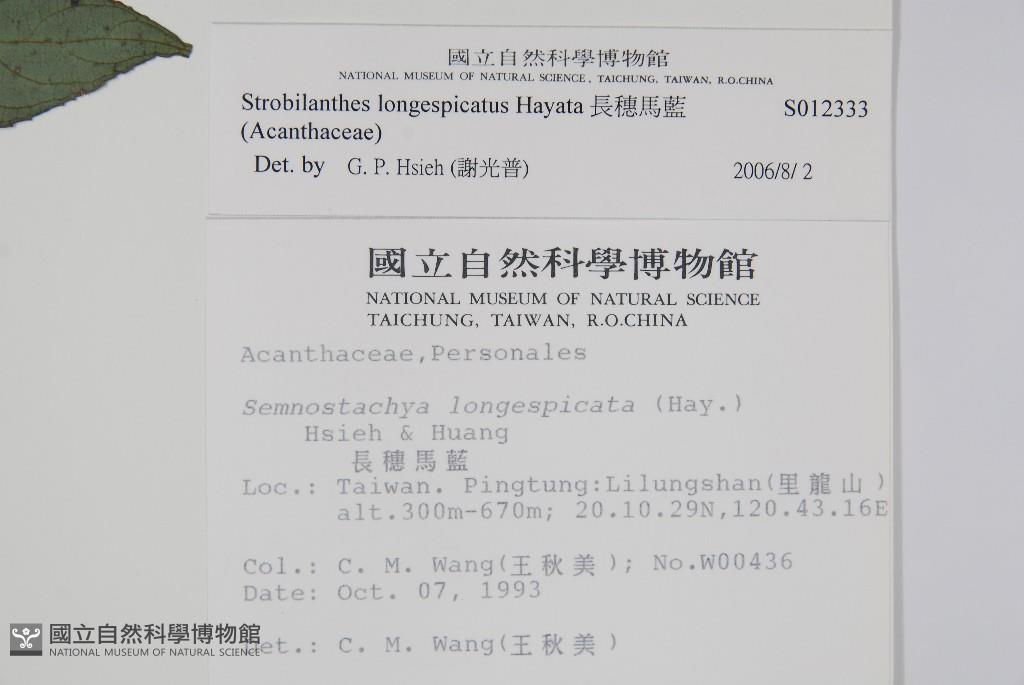 國立自然科學博物館
NATIONAL MUSEUM OF NATURAL SCIENCE, TAICHUNG, TAIWAN, R.O.CHINA
Strobilanthes longespicatus Hayata 長穗馬藍 S012333
(Acanthaceae)
Det. by G. P. Hsieh (謝光普) 2006/8/ 2
國立自然科學博物館
NATIONAL MUSEUM OF NATURAL SCIENCE
TAICHUNG, TAIWAN, R.O.CHINA
Acanthaceae,Personales
Semnostachya longespicata (Hay.)
Hsieh & Huang
長穗馬藍
Loc.: Taiwan. Pingtung:Lilungshan(里龍山)
alt.300m-670m; 20.10.29N,120.43.16E
Col.: C. M. Wang(王秋美); No.W00436
Date: Oct. 07, 1993
Det.: C. M. Wang(王秋美)
國立自然科學博物館
NATIONAL MUSEUM OF NATURAL SCIENCE